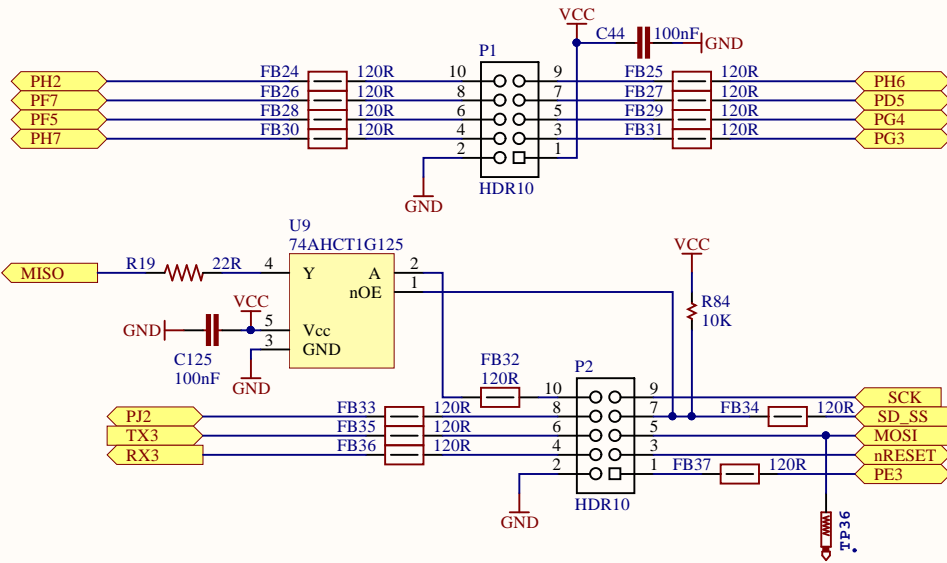 VCC
C44 100nF GND
P1
PH2 FB24 120R 10 9 FB25 120R PH6
PF7 FB26 120R 8 7 FB27 120R PD5
PF5 FB28 120R 6 5 FB29 120R PG4
PH7 FB30 120R 4 3 FB31 120R PG3
2 1
GND HDR10
U9
74AHCT1G125
VCC
MISO R19 22R 4 Y A 2
nOE 1
VCC
R84
10K
GND 5 Vcc
3 GND
C125
100nF
GND
FB32
120R
P2
10 9 SCK
PJ2 FB33 120R 8 7 FB34 120R SD_SS
TX3 FB35 120R 6 5 MOSI
RX3 FB36 120R 4 3 nRESET
2 1 FB37 120R PE3
GND HDR10
TP36